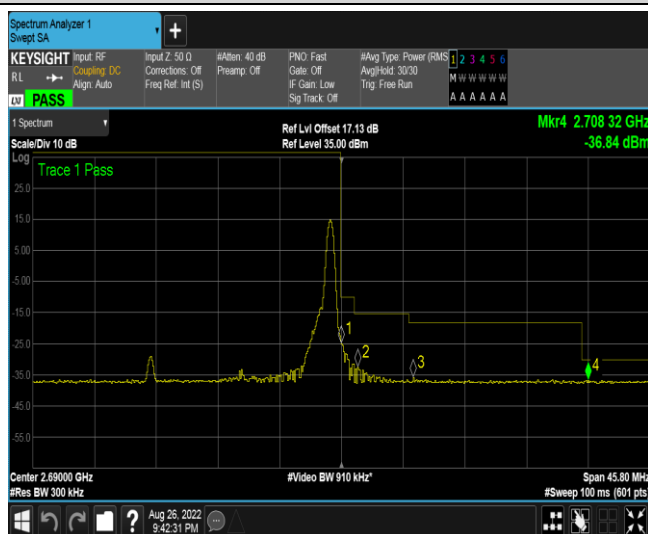 Spectrum Analyzer 1
Swept SA
+
KEYSIGHT
RL
LXI PASS
Input: RF
Coupling: DC
Align: Auto
Input Z: 50 Ω
Corrections: Off
Freq Ref: Int (S)
#Atten: 40 dB
Preamp: Off
PNO: Fast
Gate: Off
IF Gain: Low
Sig Track: Off
#Avg Type: Power (RMS
Avg|Hold: 30/30
Trig: Free Run
1 2 3 4 5 6
M W W W W W
A A A A A A
1 Spectrum
Scale/Div 10 dB
Ref Lvl Offset 17.13 dB
Ref Level 35.00 dBm
Mkr4 2.708 32 GHz
-36.84 dBm
Log
Trace 1 Pass
25.0
15.0
5.00
-5.00
-15.0
-25.0
-35.0
-45.0
-55.0
1
2
3
4
Center 2.69000 GHz
#Res BW 300 kHz
#Video BW 910 kHz*
Span 45.80 MHz
#Sweep 100 ms (601 pts)
?
Aug 26, 2022
9:42:31 PM